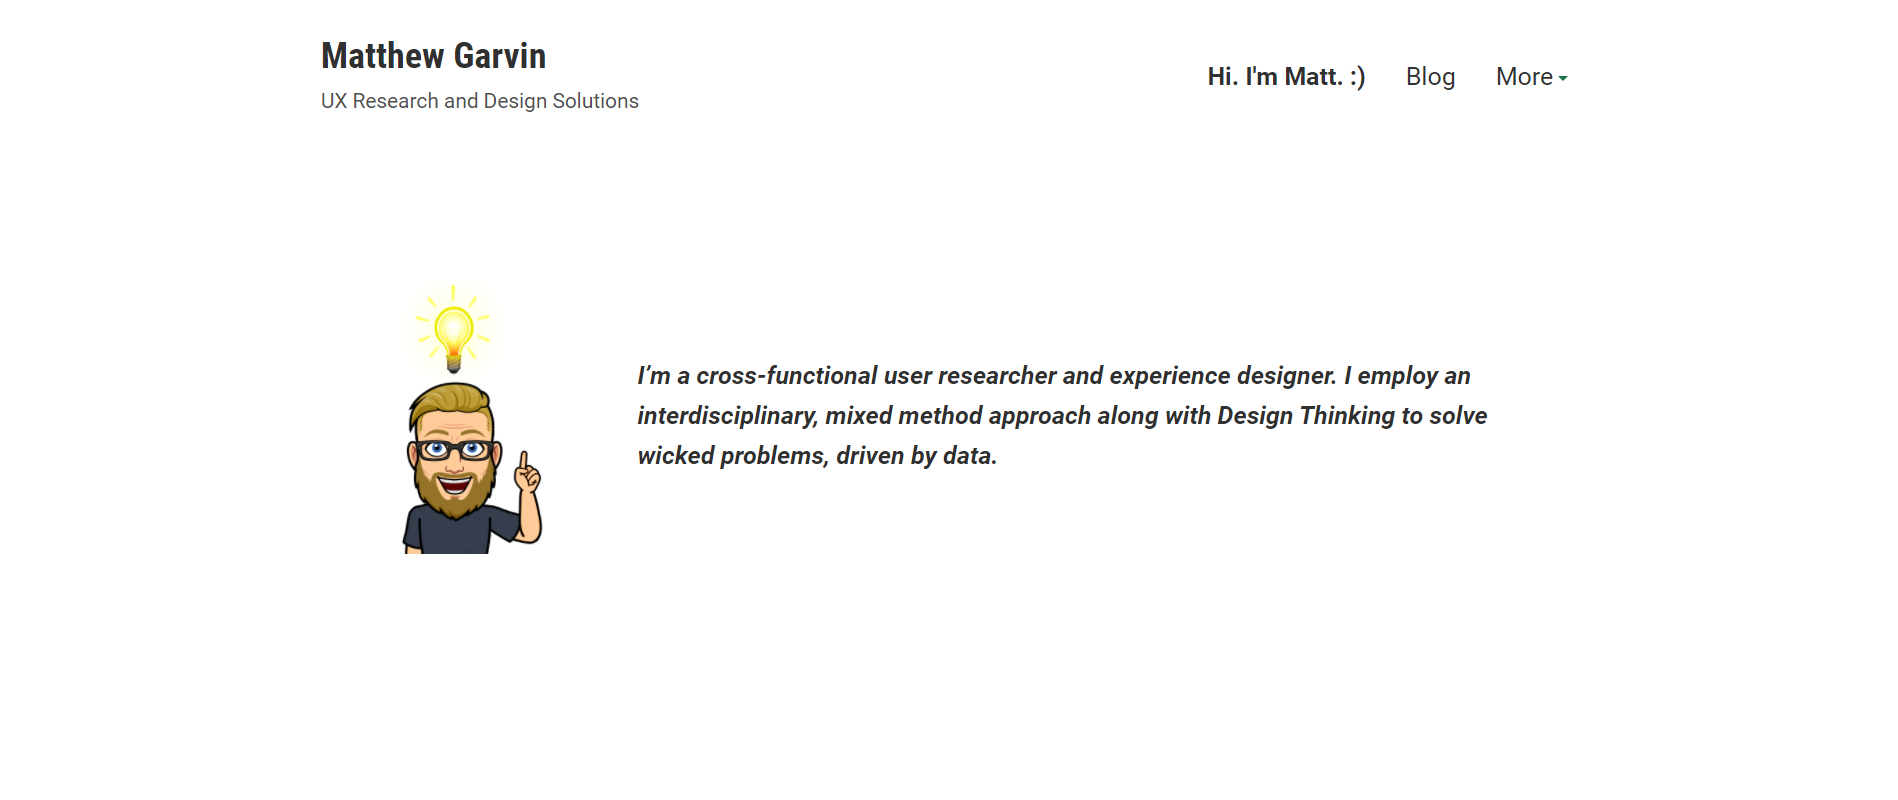 Matthew Garvin
UX Research and Design Solutions
Hi. I'm Matt. :)
Blog
More
I’m a cross-functional user researcher and experience designer. I employ an
interdisciplinary, mixed method approach along with Design Thinking to solve
wicked problems, driven by data.